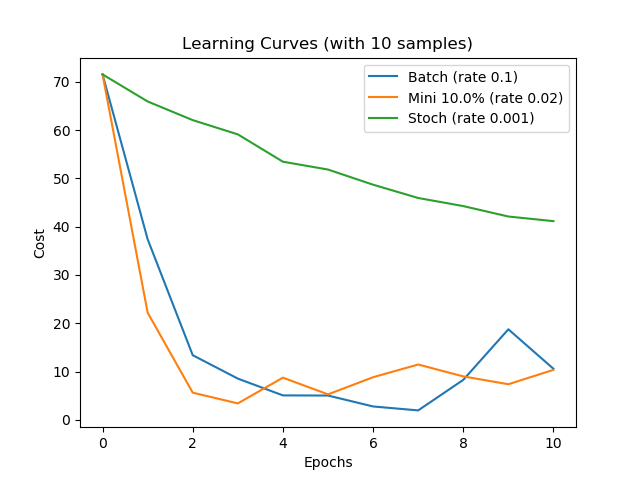 Learning Curves (with 10 samples)
Batch (rate 0.1)
Mini 10.0% (rate 0.02)
Stoch (rate 0.001)
Cost
70
60
50
40
30
20
10
0
0 2 4 6 8 10
Epochs